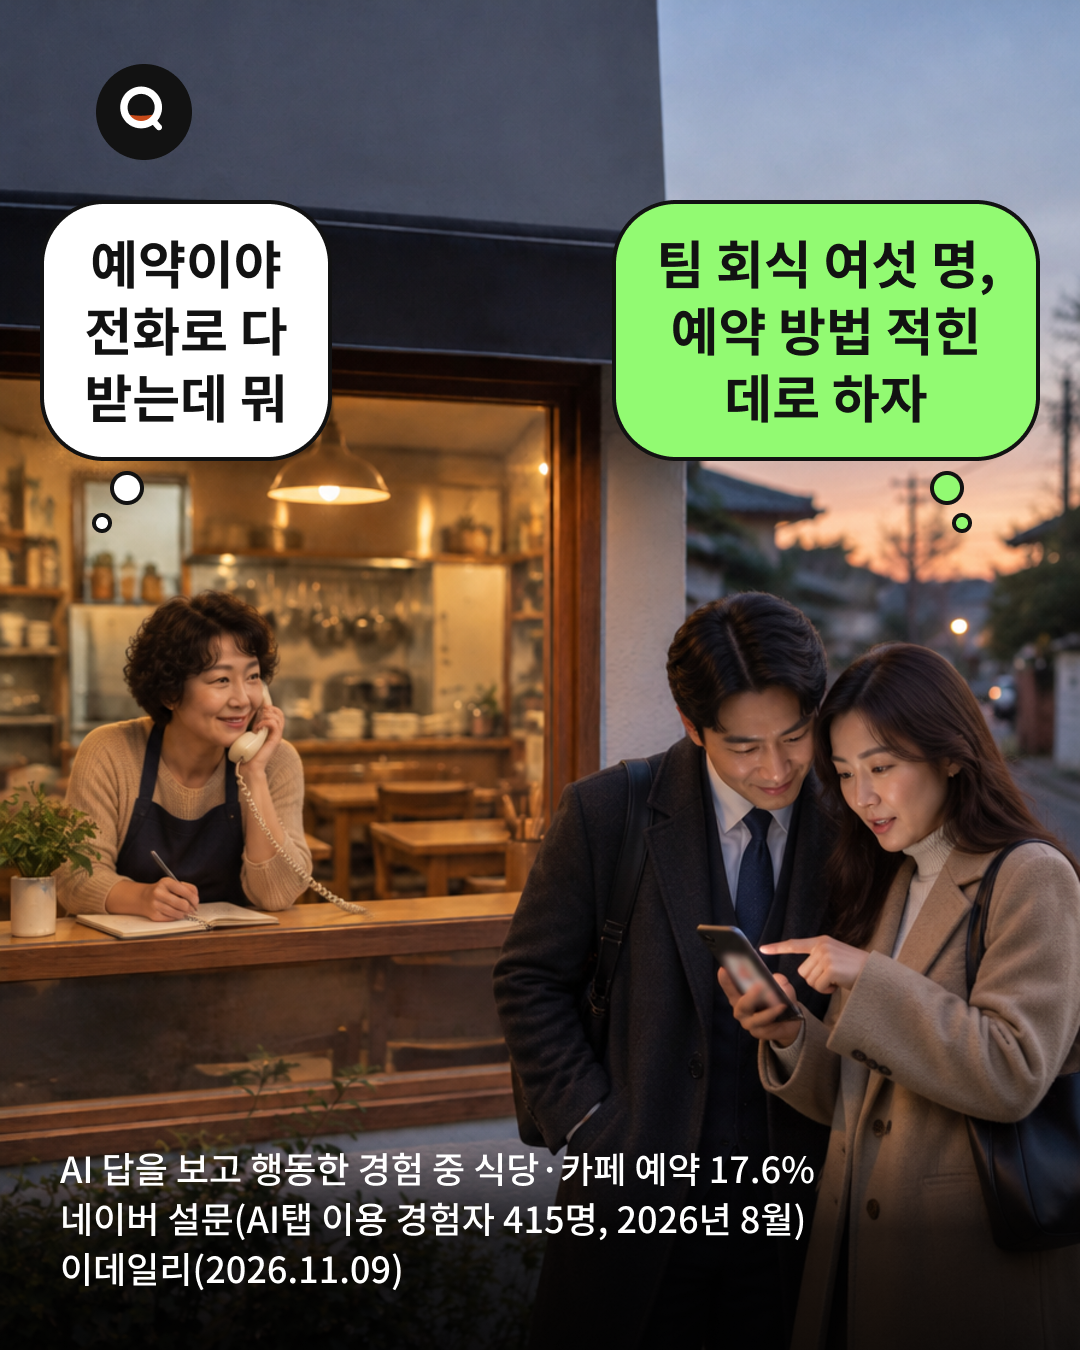 예약이야
전화로 다
받는데 뭐
팀 회식 여섯 명,
예약 방법 적힌
데로 하자
AI 답을 보고 행동한 경험 중 식당·카페 예약 17.6%
네이버 설문(AI탭 이용 경험자 415명, 2026년 8월)
이데일리(2026.11.09)